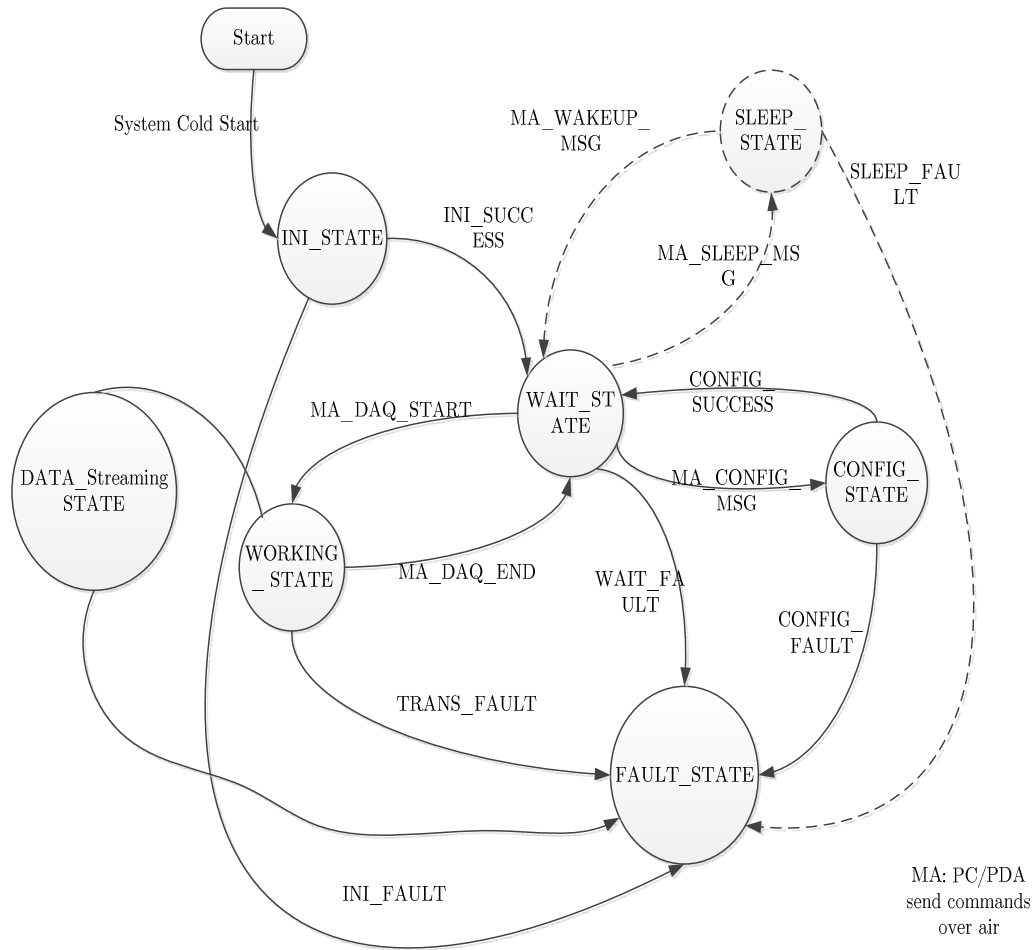 Start
System Cold Start
MA_WAKEUP_
MSG
SLEEP_
STATE
SLEEP_FAU
LT
INI_STATE
INI_SUCC
ESS
MA_SLEEP_MS
G
WAIT_ST
ATE
CONFIG_
SUCCESS
MA_DAQ_START
DATA_Streaming
STATE
MA_CONFIG_
MSG
CONFIG_
STATE
WORKING
_ STATE
MA_DAQ_END
WAIT_FA
ULT
CONFIG_
FAULT
TRANS_FAULT
FAULT_STATE
INI_FAULT
MA: PC/PDA
send commands
over air